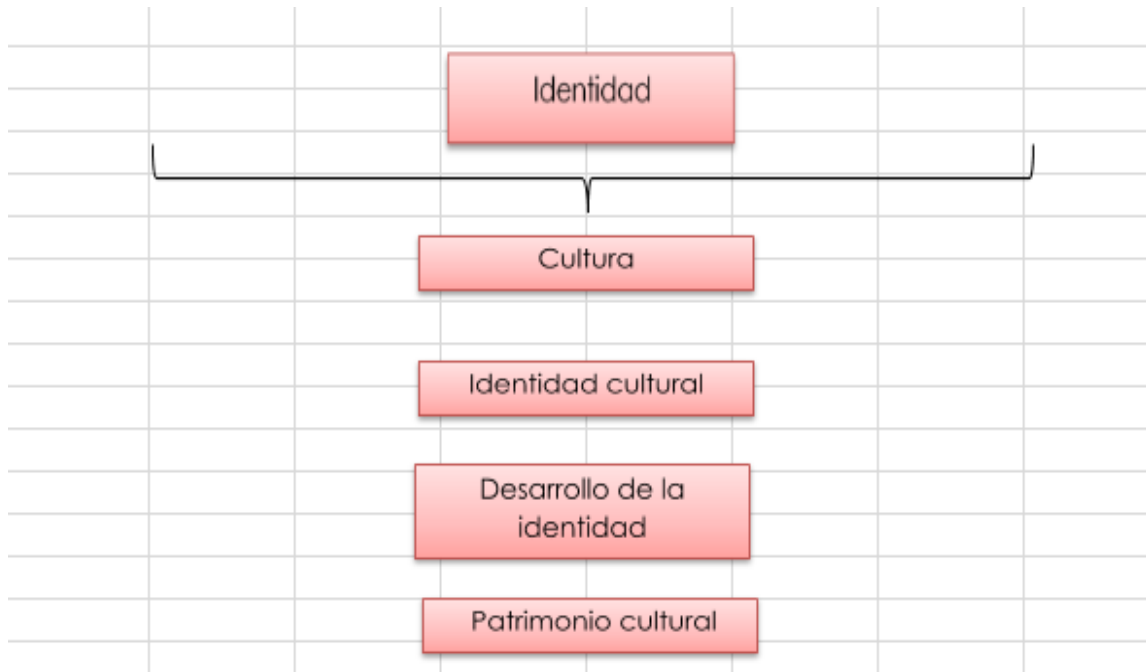 Identidad
Cultura
Identidad cultural
Desarrollo de la
identidad
Patrimonio cultural